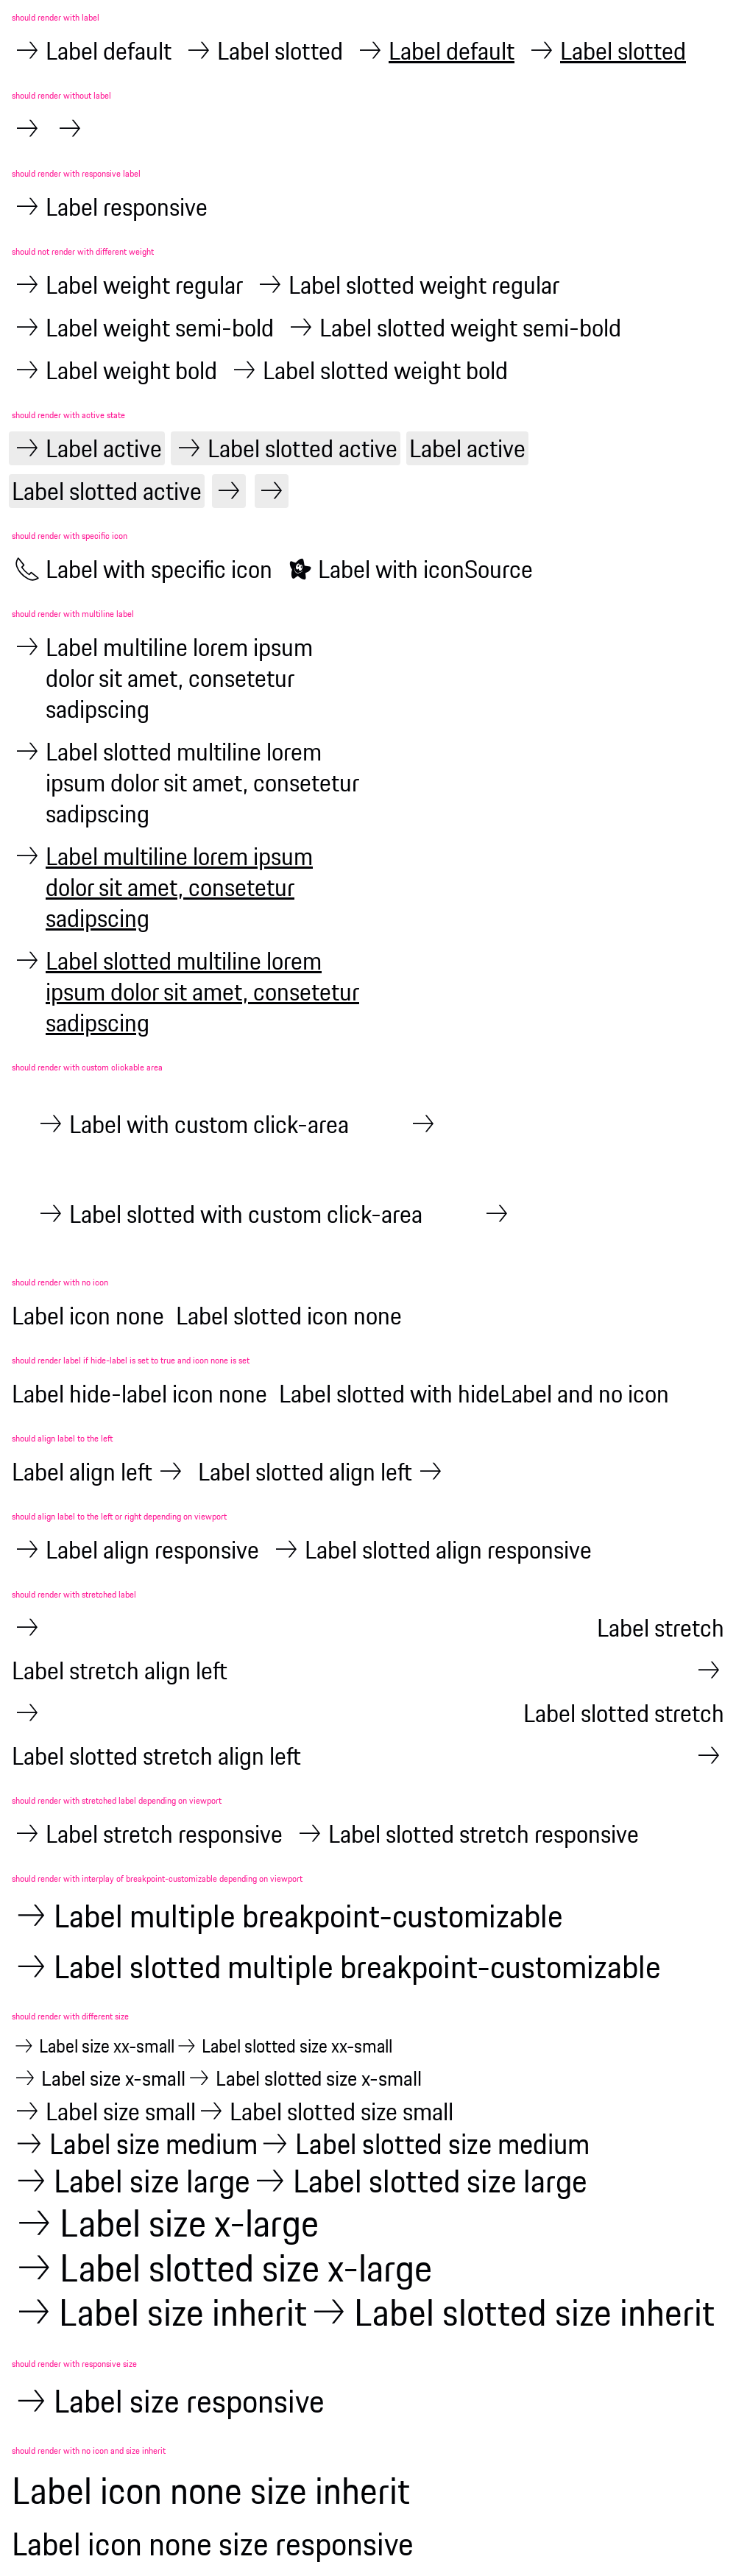 should render with label
Label default Label slotted Label default Label slotted
should render without label
should render with responsive label
Label responsive
should not render with different weight
Label weight regular Label slotted weight regular
Label weight semi-bold Label slotted weight semi-bold
Label weight bold Label slotted weight bold
should render with active state
Label active Label slotted active Label active
Label slotted active
should render with specific icon
Label with specific icon Label with iconSource
should render with multiline label
Label multiline lorem ipsum
dolor sit amet, consetetur
sadipscing
Label slotted multiline lorem
ipsum dolor sit amet, consetetur
sadipscing
Label multiline lorem ipsum
dolor sit amet, consetetur
sadipscing
Label slotted multiline lorem
ipsum dolor sit amet, consetetur
sadipscing
should render with custom clickable area
Label with custom click-area
Label slotted with custom click-area
should render with no icon
Label icon none Label slotted icon none
should render label if hide-label is set to true and icon none is set
Label hide-label icon none Label slotted with hideLabel and no icon
should align label to the left
Label align left Label slotted align left
should align label to the left or right depending on viewport
Label align responsive Label slotted align responsive
should render with stretched label
Label stretch
Label stretch align left
Label slotted stretch
Label slotted stretch align left
should render with stretched label depending on viewport
Label stretch responsive Label slotted stretch responsive
should render with interplay of breakpoint-customizable depending on viewport
Label multiple breakpoint-customizable
Label slotted multiple breakpoint-customizable
should render with different size
Label size xx-small Label slotted size xx-small
Label size x-small Label slotted size x-small
Label size small Label slotted size small
Label size medium Label slotted size medium
Label size large Label slotted size large
Label size x-large
Label slotted size x-large
Label size inherit Label slotted size inherit
should render with responsive size
Label size responsive
should render with no icon and size inherit
Label icon none size inherit
Label icon none size responsive